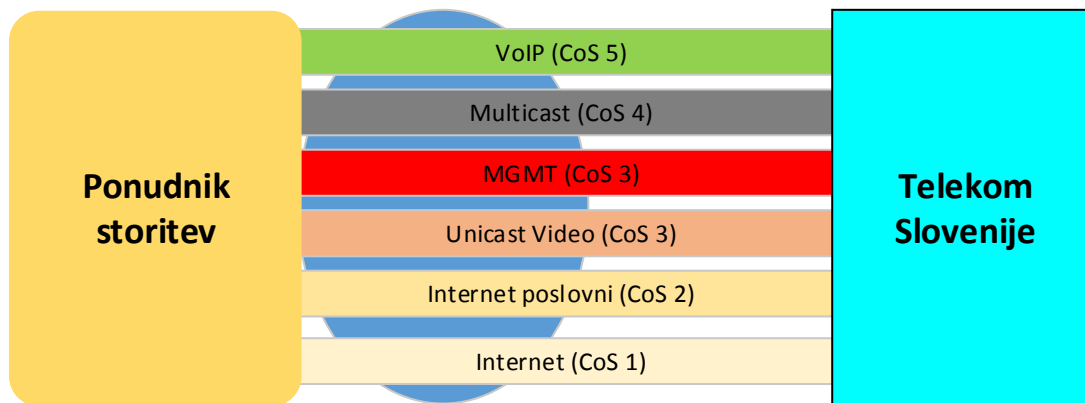 VoIP (CoS 5)
Multicast (CoS 4)
MGMT (CoS 3)
Unicast Video (CoS 3)
Internet poslovni (CoS 2)
Internet (CoS 1)
Ponudnik
storitev
Telekom
Slovenije